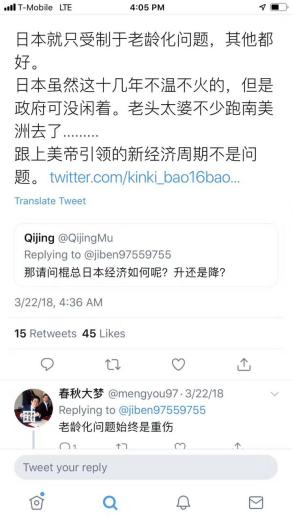 T-Mobile LTE 4:05 PM
日本就只受制于老龄化问题，其他都
好。
日本虽然这十几年不温不火的，但是
政府可没闲着。老头太婆不少跑南美
洲去了………
跟上美帝引领的新经济周期不是问
题。twitter.com/kinki_bao16bao...
Translate Tweet
Qijing @QijingMu
Replying to @jiben97559755
那请问棍总日本经济如何呢？升还是降？
3/22/18, 4:36 AM
15 Retweets 45 Likes
春秋大梦 @mengyou97 · 3/22/18
Replying to @jiben97559755
老龄化问题始终是重伤
1
Tweet your reply